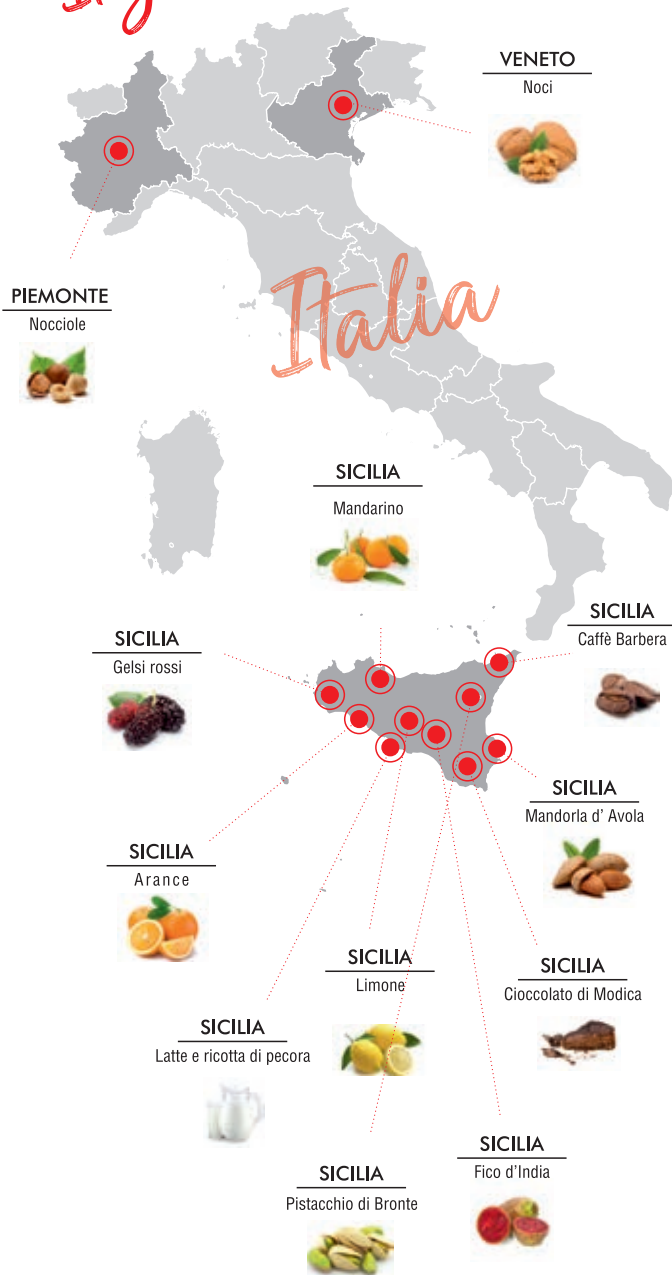 VENETO
Noci
PIEMONTE
Nocciole
Italia
SICILIA
Mandarino
SICILIA
Caffè Barbera
SICILIA
Gelsi rossi
SICILIA
Mandorla d' Avola
SICILIA
Arance
SICILIA
Limone
SICILIA
Cioccolato di Modica
SICILIA
Latte e ricotta di pecora
SICILIA
Fico d'India
SICILIA
Pistacchio di Bronte